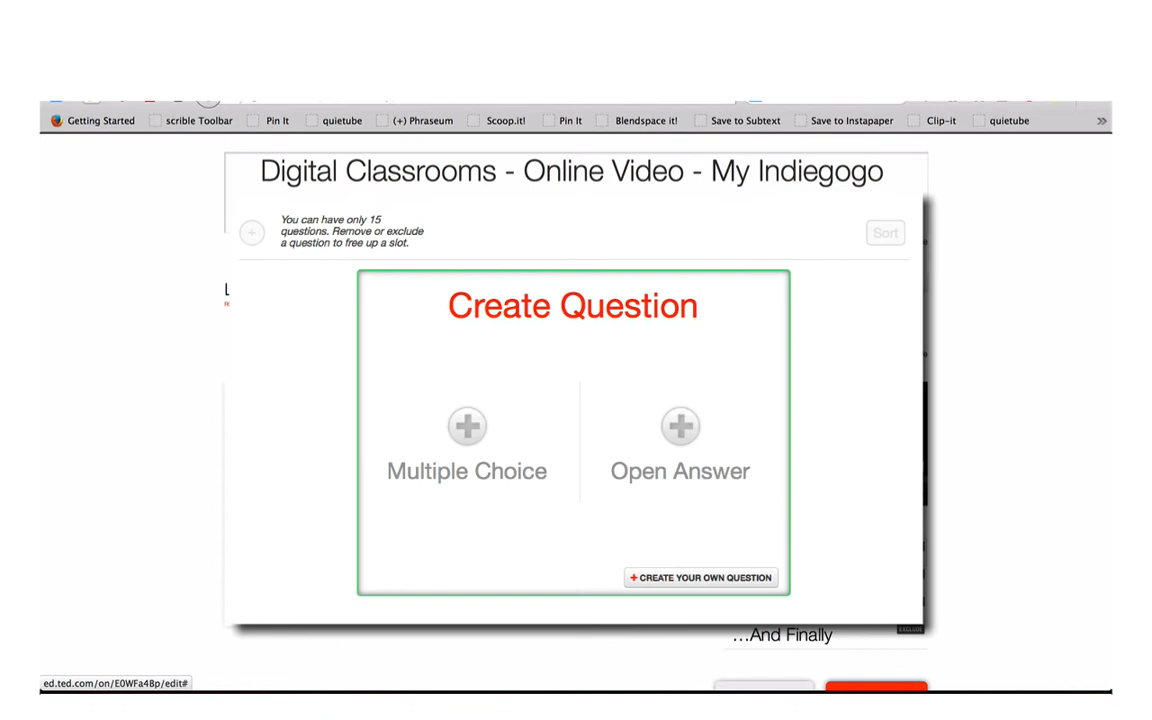 Getting Started scrible Toolbar Pin It quietube (+) Phraseum Scoop.it! Pin It Blendspace it! Save to Subtext Save to Instapaper Clip-it quietube »
Digital Classrooms - Online Video - My Indiegogo
You can have only 15
questions. Remove or exclude
a question to free up a slot.
Sort
Create Question
Multiple Choice Open Answer
+ CREATE YOUR OWN QUESTION
...And Finally
EXCLUDE
ed.ted.com/on/E0WFa4Bp/edit#